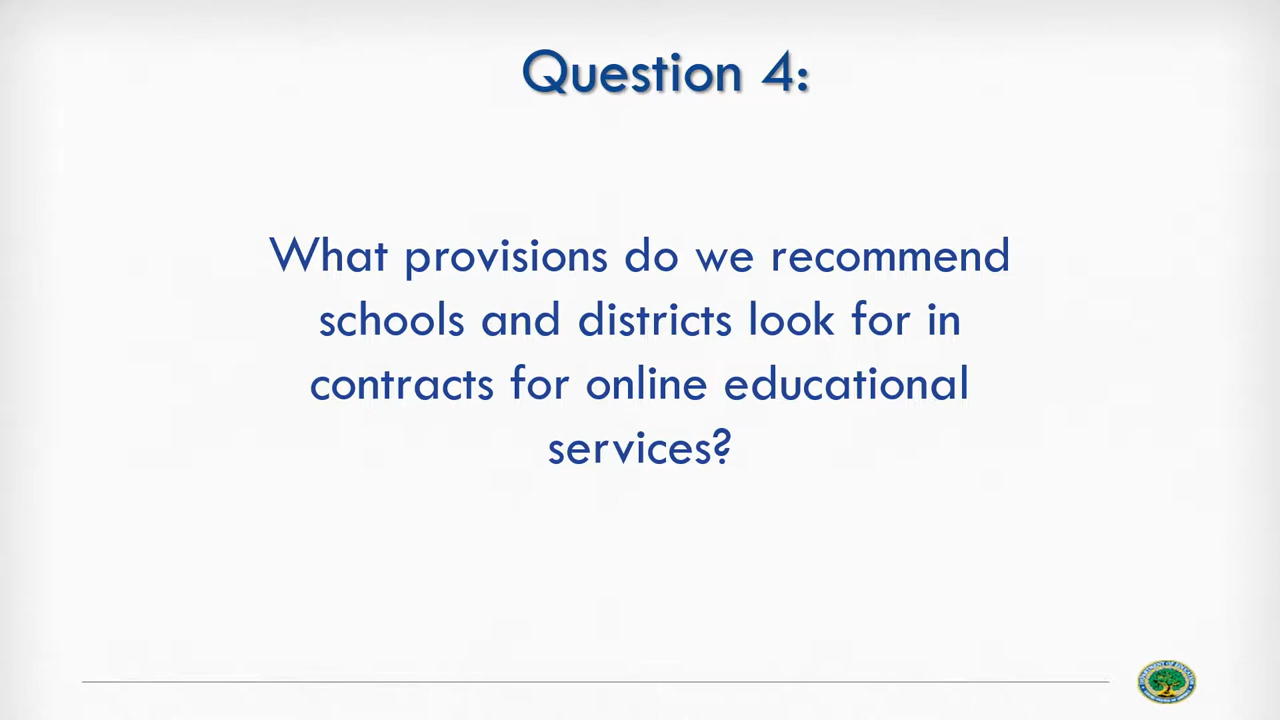 Question 4:
What provisions do we recommend
schools and districts look for in
contracts for online educational
services?